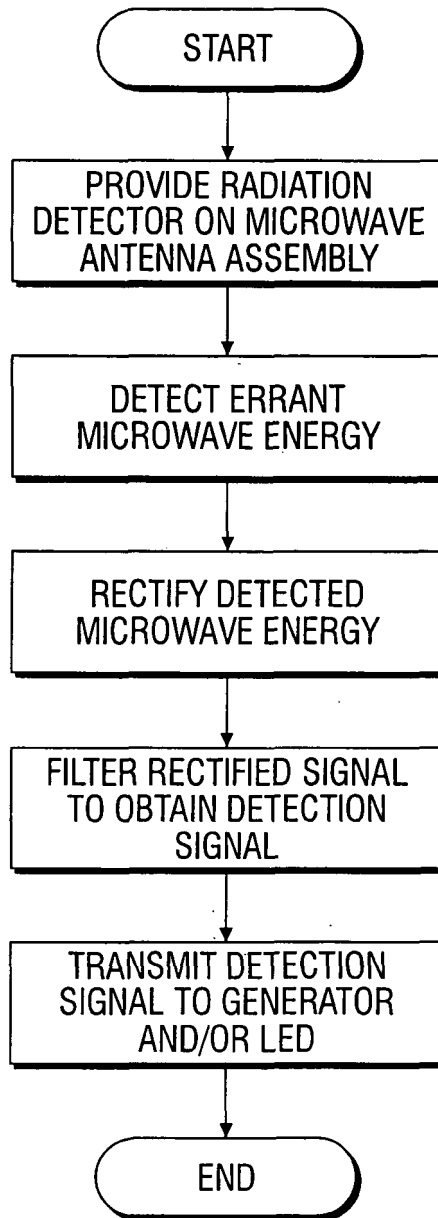 START
PROVIDE RADIATION
DETECTOR ON MICROWAVE
ANTENNA ASSEMBLY
DETECT ERRANT
MICROWAVE ENERGY
RECTIFY DETECTED
MICROWAVE ENERGY
FILTER RECTIFIED SIGNAL
TO OBTAIN DETECTION
SIGNAL
TRANSMIT DETECTION
SIGNAL TO GENERATOR
AND/OR LED
END